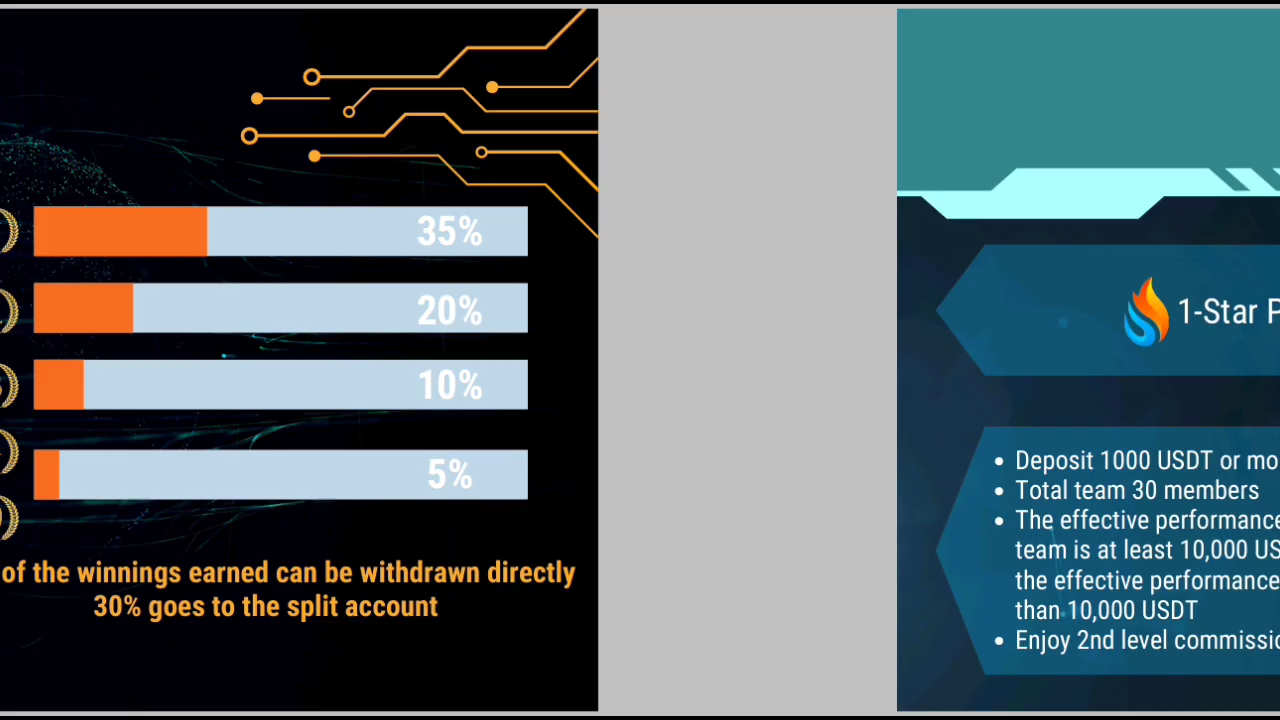 35%
20%
10%
5%
of the winnings earned can be withdrawn directly
30% goes to the split account
1-Star
Deposit 1000 USDT or
Total team 30 members
The effective performance
team is at least 10,000
the effective performance
than 10,000 USDT
Enjoy 2nd level